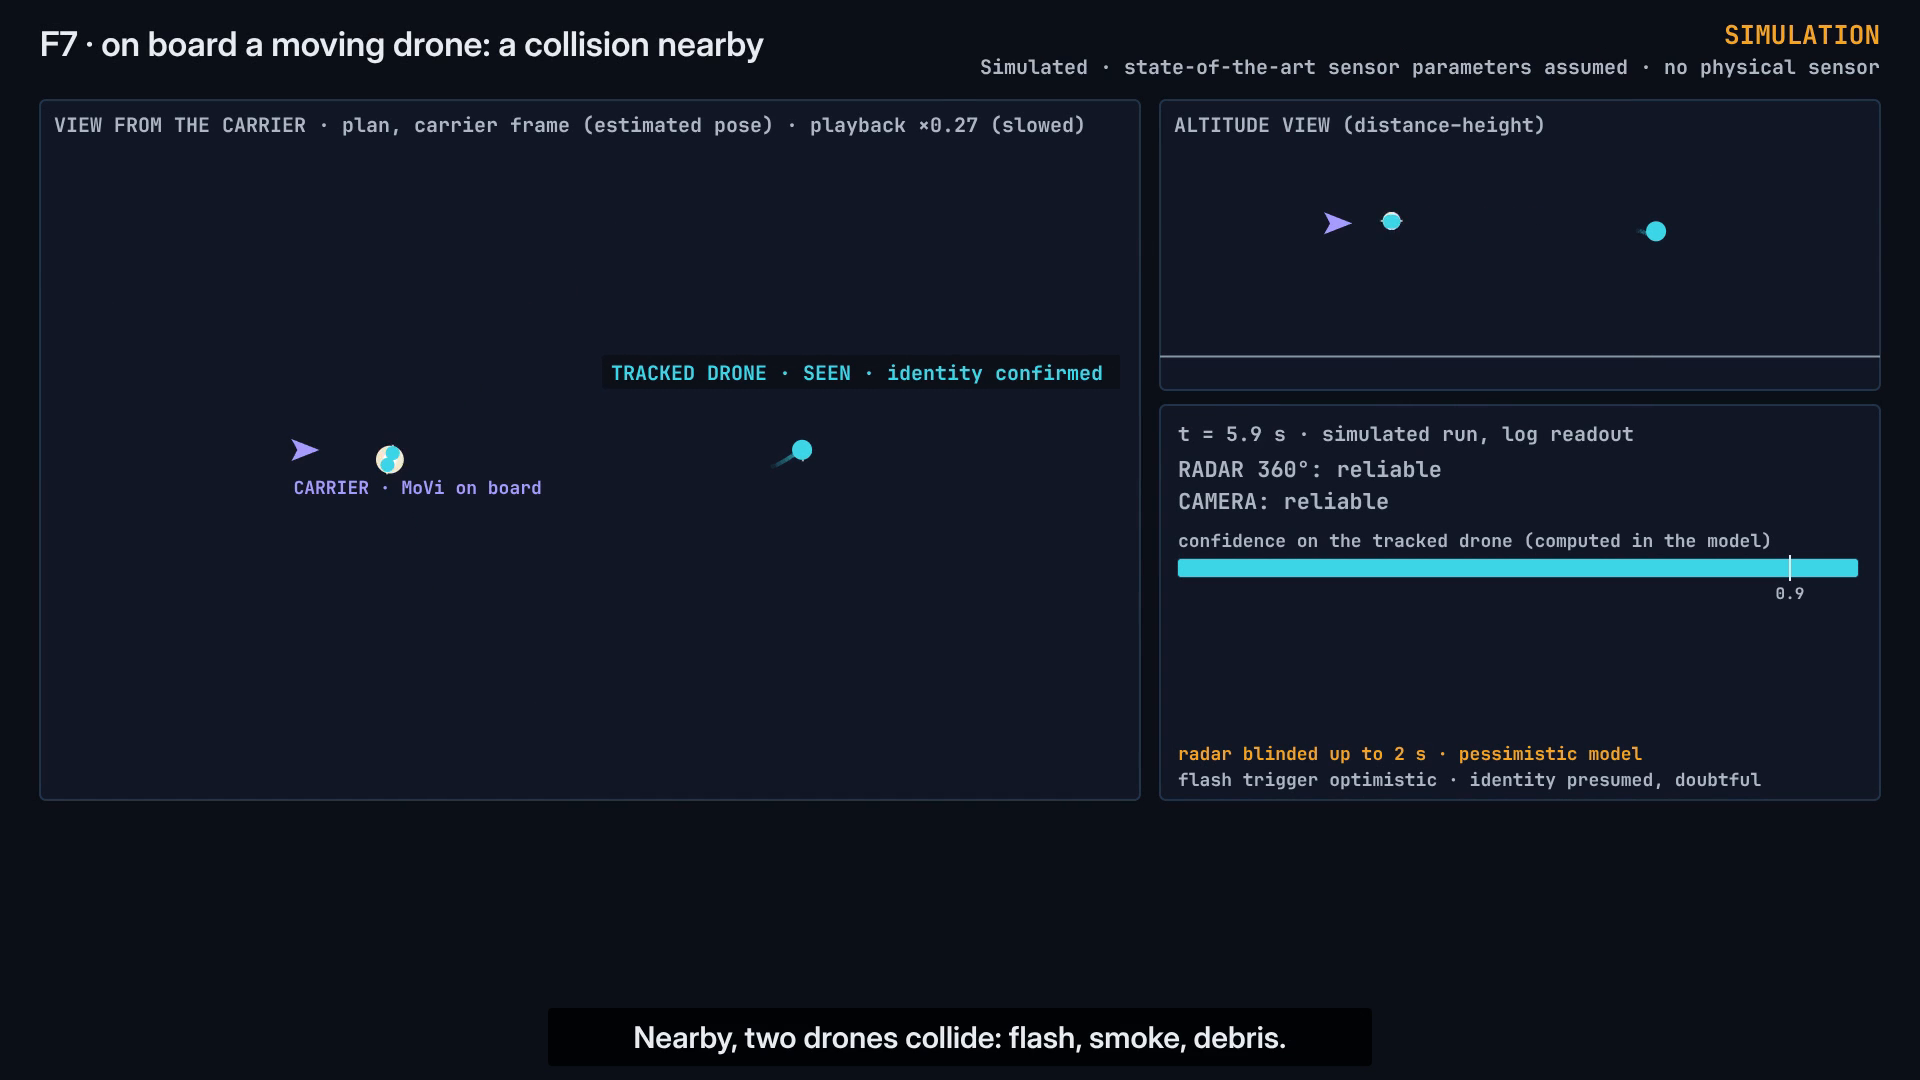 F7 · on board a moving drone: a collision nearby
SIMULATION
Simulated · state-of-the-art sensor parameters assumed · no physical sensor
VIEW FROM THE CARRIER · plan, carrier frame (estimated pose) · playback ×0.27 (slowed)
TRACKED DRONE · SEEN · identity confirmed
CARRIER · MoVi on board
ALTITUDE VIEW (distance-height)
t = 5.9 s · simulated run, log readout
RADAR 360°: reliable
CAMERA: reliable
confidence on the tracked drone (computed in the model)
0.9
radar blinded up to 2 s · pessimistic model
flash trigger optimistic · identity presumed, doubtful
Nearby, two drones collide: flash, smoke, debris.